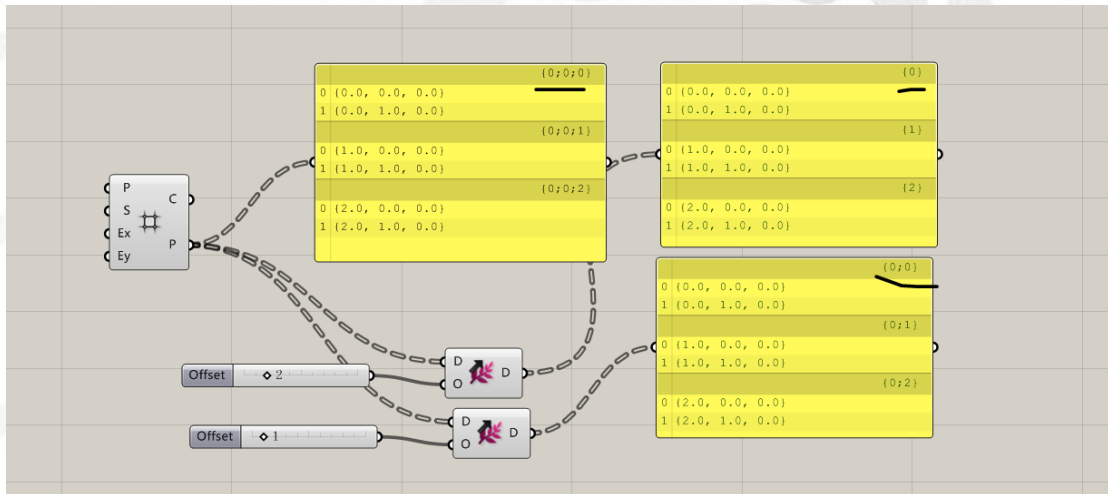 P
S
Ex
Ey
C
P
{0;0;0}
0 {0.0, 0.0, 0.0}
1 {0.0, 1.0, 0.0}
{0;0;1}
0 {1.0, 0.0, 0.0}
1 {1.0, 1.0, 0.0}
{0;0;2}
0 {2.0, 0.0, 0.0}
1 {2.0, 1.0, 0.0}
{0}
0 {0.0, 0.0, 0.0}
1 {0.0, 1.0, 0.0}
{1}
0 {1.0, 0.0, 0.0}
1 {1.0, 1.0, 0.0}
{2}
0 {2.0, 0.0, 0.0}
1 {2.0, 1.0, 0.0}
{0;0}
0 {0.0, 0.0, 0.0}
1 {0.0, 1.0, 0.0}
{0;1}
0 {1.0, 0.0, 0.0}
1 {1.0, 1.0, 0.0}
{0;2}
0 {2.0, 0.0, 0.0}
1 {2.0, 1.0, 0.0}
Offset 2
D
O
D
Offset 1
D
O
D